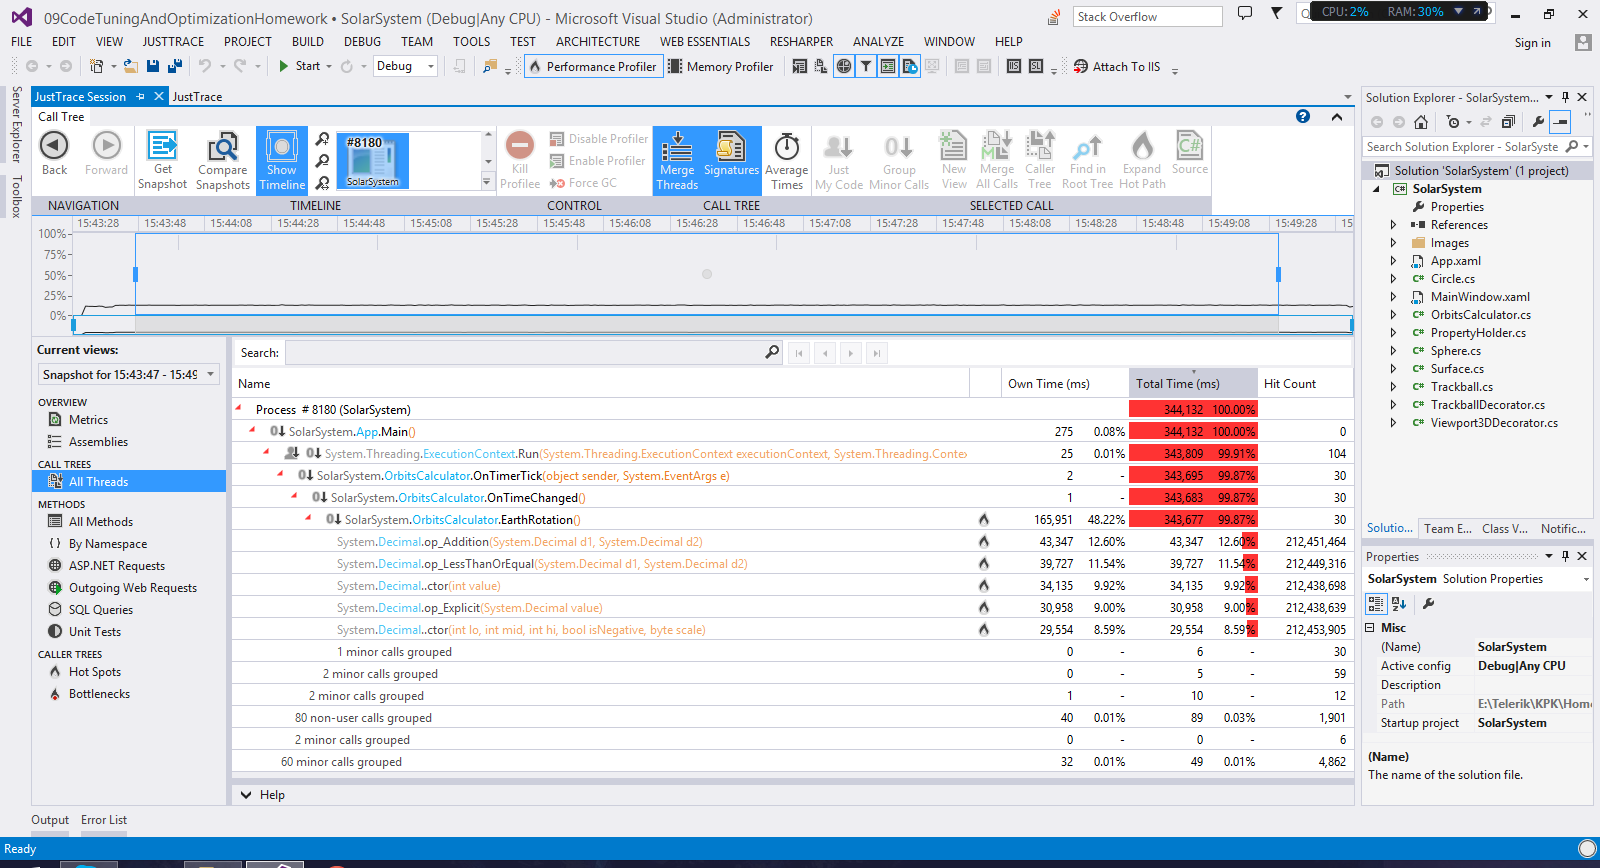 09CodeTuningAndOptimizationHomework • SolarSystem (Debug|Any CPU) - Microsoft Visual Studio (Administrator)
Stack Overflow
CPU: 2% RAM: 30%
FILE EDIT VIEW JUSTTRACE PROJECT BUILD DEBUG TEAM TOOLS TEST ARCHITECTURE WEB ESSENTIALS RESHARPER ANALYZE WINDOW HELP
Sign in
Start Debug Performance Profiler Memory Profiler Attach To IIS
Server Explorer
Toolbox
JustTrace Session JustTrace
Call Tree
Back
Forward
Get Snapshot
Compare Snapshots
Show Timeline
#8180
SolarSystem
Kill Profiler
Disable Profiler
Enable Profiler
Force GC
Merge Threads
Signatures
Average Times
Just My Code
Group Minor Calls
New View
Merge All Calls
Caller Tree
Find in Root Tree
Expand Hot Path
Source
NAVIGATION TIMELINE CONTROL CALL TREE SELECTED CALL
15:43:28 15:43:48 15:44:08 15:44:28 15:44:48 15:45:08 15:45:28 15:45:48 15:46:08 15:46:28 15:46:48 15:47:08 15:47:28 15:47:48 15:48:08 15:48:28 15:48:48 15:49:08 15:49:28 15
100%
75%
50%
25%
0%
Current views:
Snapshot for 15:43:47 - 15:49
OVERVIEW
Metrics
Assemblies
CALL TREES
All Threads
METHODS
All Methods
By Namespace
ASP.NET Requests
Outgoing Web Requests
SQL Queries
Unit Tests
CALLER TREES
Hot Spots
Bottlenecks
Search:
Name Own Time (ms) Total Time (ms) Hit Count
Process # 8180 (SolarSystem) 344,132 100.00%
SolarSystem.App.Main() 275 0.08% 344,132 100.00% 0
System.Threading.ExecutionContext.Run(System.Threading.ExecutionContext executionContext, System.Threading.Conte 25 0.01% 343,809 99.91% 104
SolarSystem.OrbitsCalculator.OnTimerTick(object sender, System.EventArgs e) 2 - 343,695 99.87% 30
SolarSystem.OrbitsCalculator.OnTimeChanged() 1 - 343,683 99.87% 30
SolarSystem.OrbitsCalculator.EarthRotation() 165,951 48.22% 343,677 99.87% 30
System.Decimal.op_Addition(System.Decimal d1, System.Decimal d2) 43,347 12.60% 43,347 12.60% 212,451,464
System.Decimal.op_LessThanOrEqual(System.Decimal d1, System.Decimal d2) 39,727 11.54% 39,727 11.54% 212,449,316
System.Decimal..ctor(int value) 34,135 9.92% 34,135 9.92% 212,438,698
System.Decimal.op_Explicit(System.Decimal value) 30,958 9.00% 30,958 9.00% 212,438,639
System.Decimal..ctor(int lo, int mid, int hi, bool isNegative, byte scale) 29,554 8.59% 29,554 8.59% 212,453,905
1 minor calls grouped 0 - 6 - 30
2 minor calls grouped 0 - 5 - 59
2 minor calls grouped 1 - 10 - 12
80 non-user calls grouped 40 0.01% 89 0.03% 1,901
2 minor calls grouped 0 - 0 - 6
60 minor calls grouped 32 0.01% 49 0.01% 4,862
Help
Solution Explorer - SolarSystem...
Search Solution Explorer - SolarSyste
Solution 'SolarSystem' (1 project)
SolarSystem
Properties
References
Images
App.xaml
Circle.cs
MainWindow.xaml
OrbitsCalculator.cs
PropertyHolder.cs
Sphere.cs
Surface.cs
Trackball.cs
TrackballDecorator.cs
Viewport3DDecorator.cs
Solutio... Team E... Class V... Notific...
Properties
SolarSystem Solution Properties
Misc
(Name) SolarSystem
Active config Debug|Any CPU
Description
Path E:\Telerik\KPK\Hom
Startup project SolarSystem
(Name)
The name of the solution file.
Output Error List
Ready